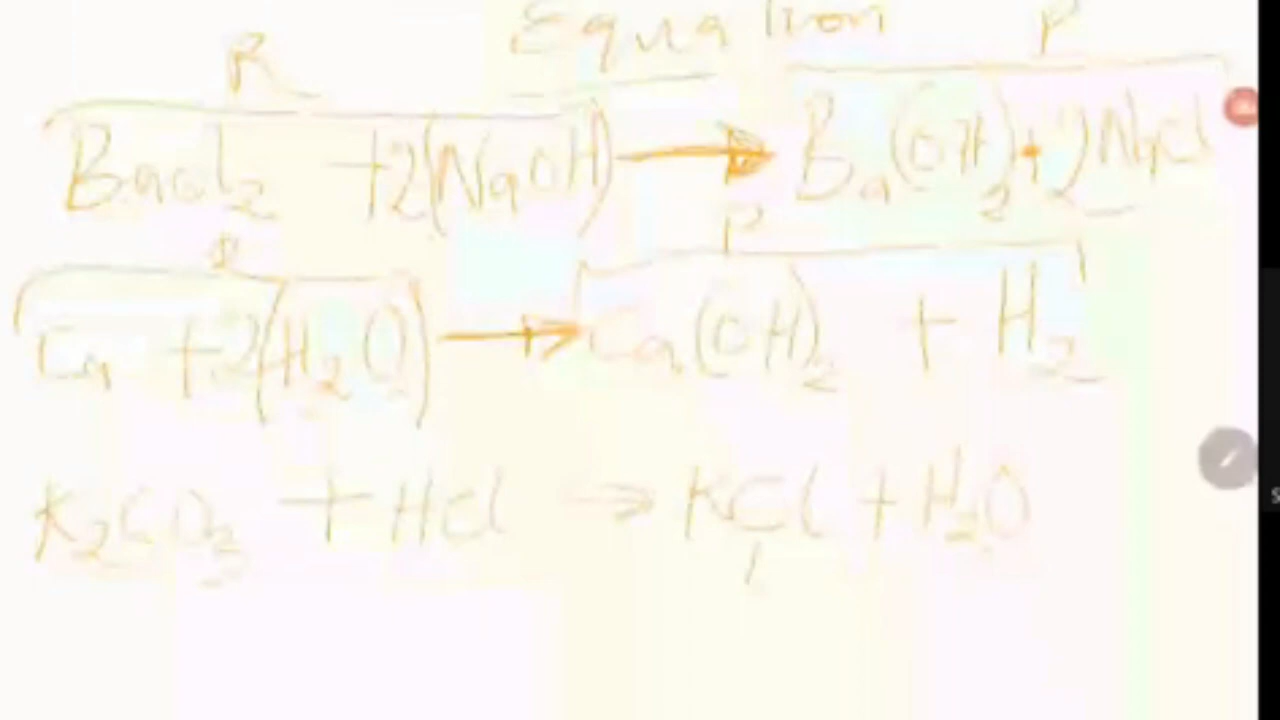 Equation
R P
BaCl₂ + 2(NaOH) → Ba(OH)₂ + 2NaCl
R P
Ca + 2(H₂O) → Ca(OH)₂ + H₂
K₂CO₃ + HCl → KCl + H₂O